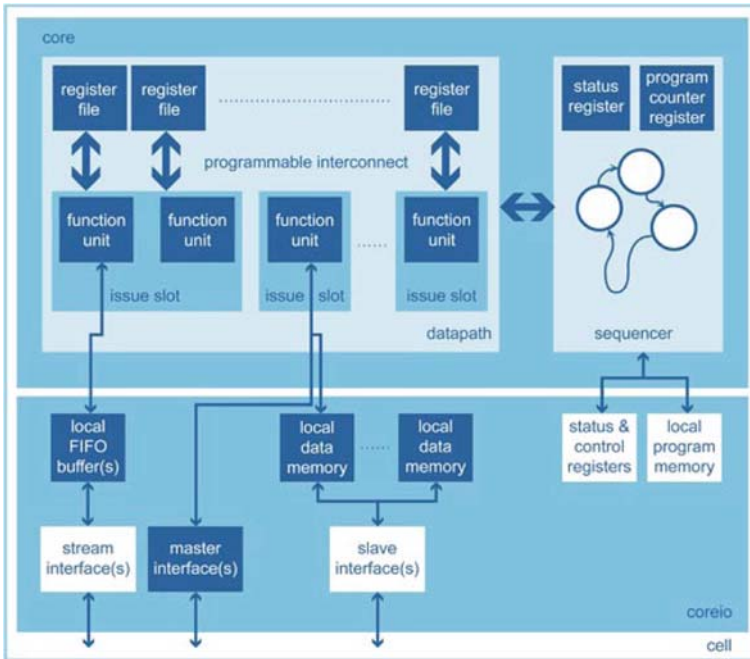 core
register file
register file
register file
status register
program counter register
programmable interconnect
function unit
function unit
function unit
function unit
issue slot
issue slot
issue slot
datapath
sequencer
local FIFO buffer(s)
local data memory
local data memory
status & control registers
local program memory
stream interface(s)
master interface(s)
slave interface(s)
coreio
cell